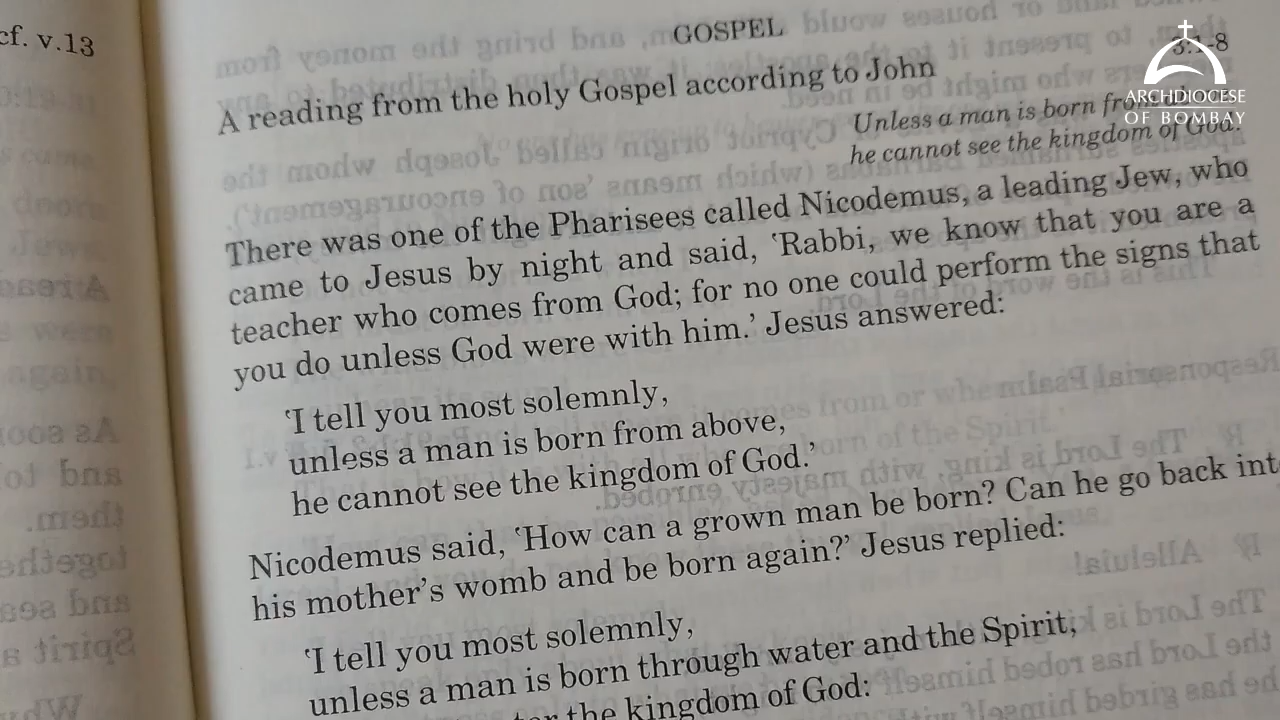 cf. v.13
GOSPEL
3:1-8
A reading from the holy Gospel according to John
ARCHDIOCESE
OF BOMBAY
Unless a man is born from
he cannot see the kingdom of God.
There was one of the Pharisees called Nicodemus, a leading Jew, who
came to Jesus by night and said, ‘Rabbi, we know that you are a
teacher who comes from God; for no one could perform the signs that
you do unless God were with him.’ Jesus answered:
‘I tell you most solemnly,
unless a man is born from above,
he cannot see the kingdom of God.’
Nicodemus said, ‘How can a grown man be born? Can he go back int
his mother’s womb and be born again?’ Jesus replied:
‘I tell you most solemnly,
unless a man is born through water and the Spirit,
the kingdom of God: